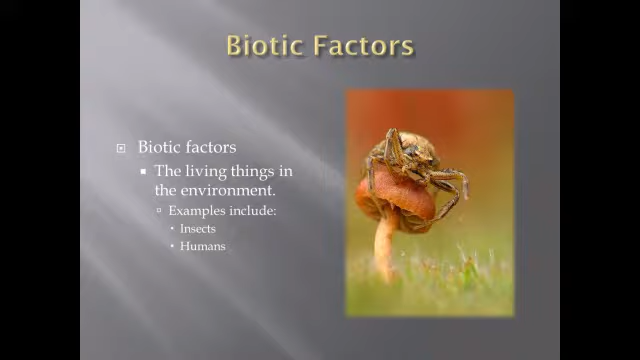 Biotic Factors
Biotic factors
The living things in
the environment.
Examples include:
Insects
Humans